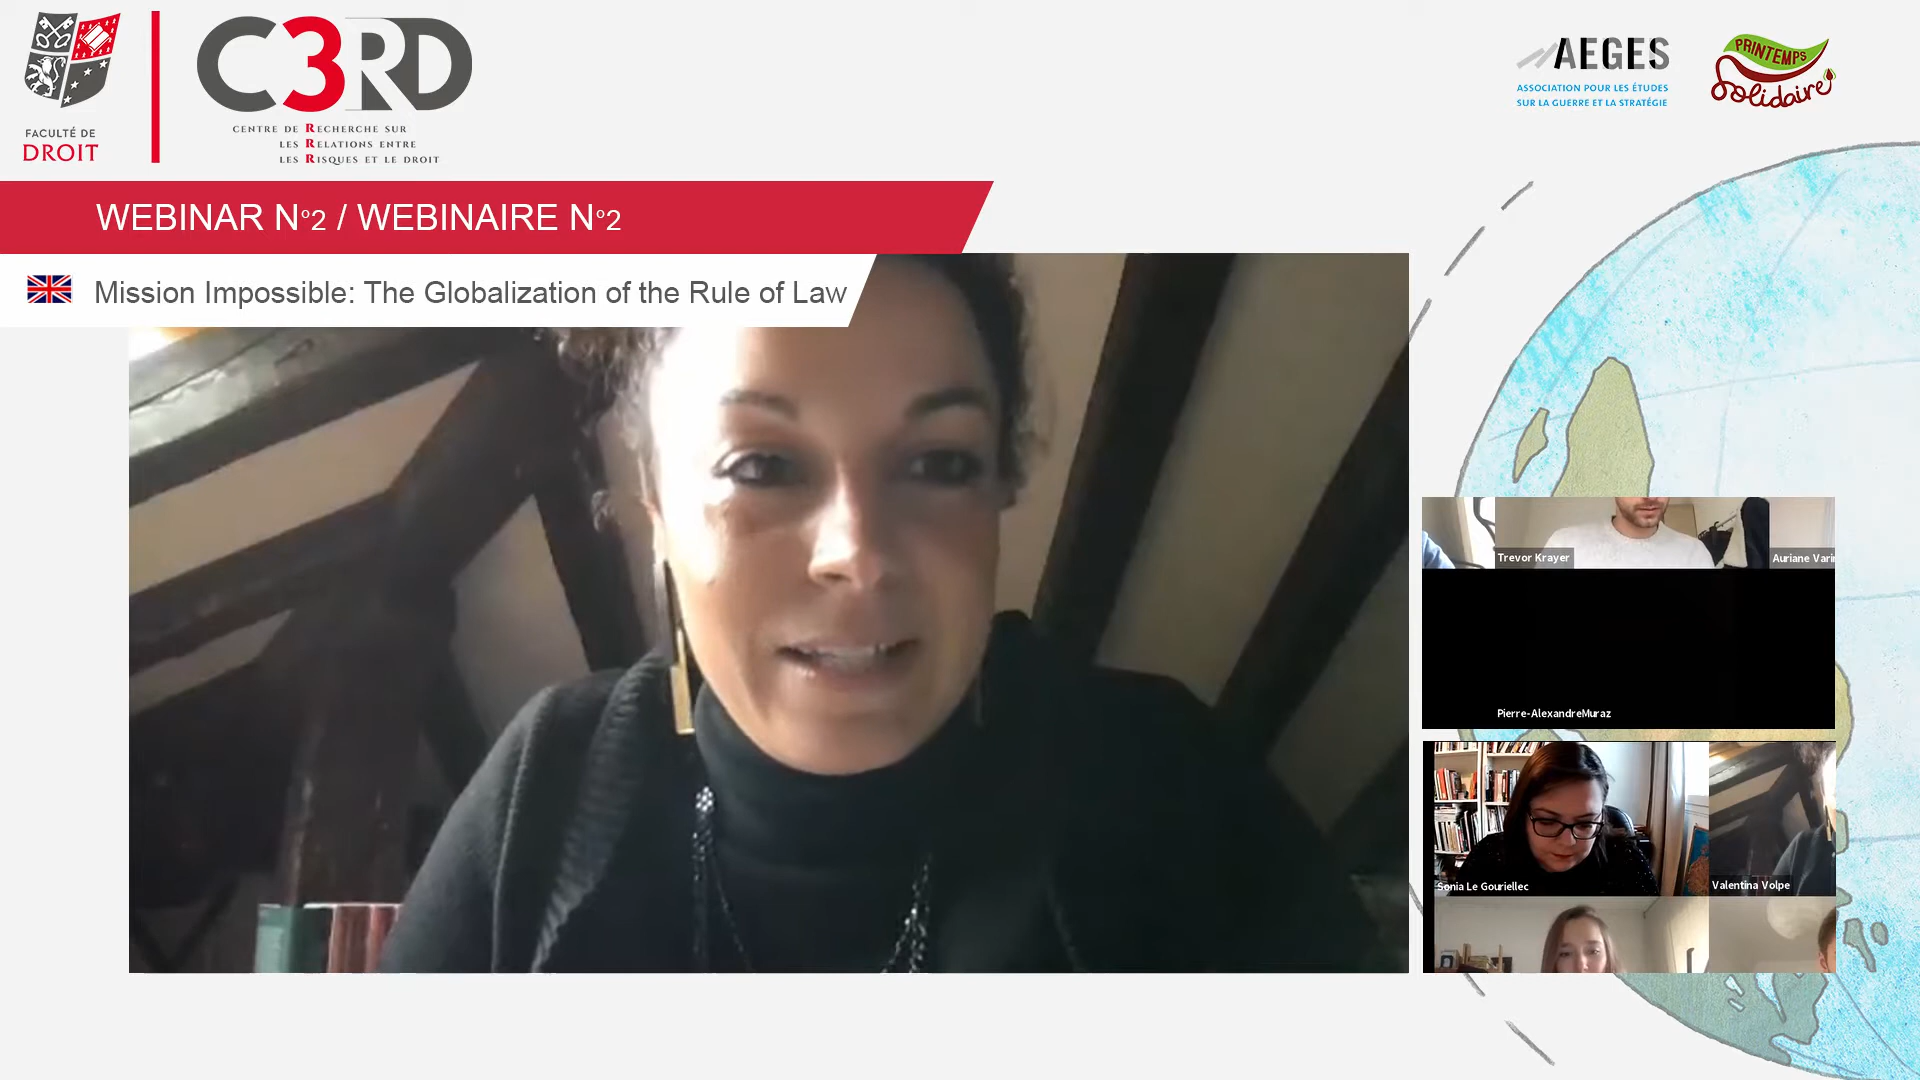 FACULTÉ DE
DROIT
C3RD
CENTRE DE RECHERCHE SUR
LES RELATIONS ENTRE
LES RISQUES ET LE DROIT
AEGES
ASSOCIATION POUR LES ÉTUDES
SUR LA GUERRE ET LA STRATÉGIE
PRINTEMPS
Solidaire
WEBINAR N°2 / WEBINAIRE N°2
Mission Impossible: The Globalization of the Rule of Law
Trevor Krayer
Auriane Varin
Pierre-AlexandreMuraz
Sonia Le Gouriellec
Valentina Volpe